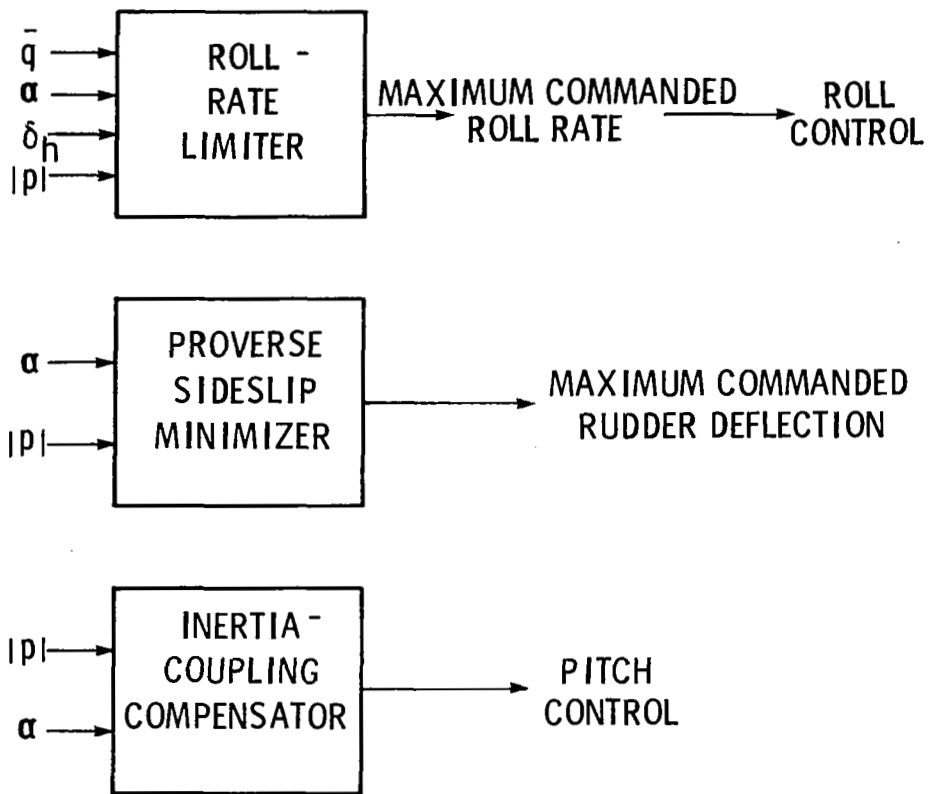 q̄
α
δh
|p|
ROLL -
RATE
LIMITER
MAXIMUM COMMANDED
ROLL RATE
ROLL
CONTROL
α
|p|
PROVERSE
SIDESLIP
MINIMIZER
MAXIMUM COMMANDED
RUDDER DEFLECTION
|p|
α
INERTIA-
COUPLING
COMPENSATOR
PITCH
CONTROL